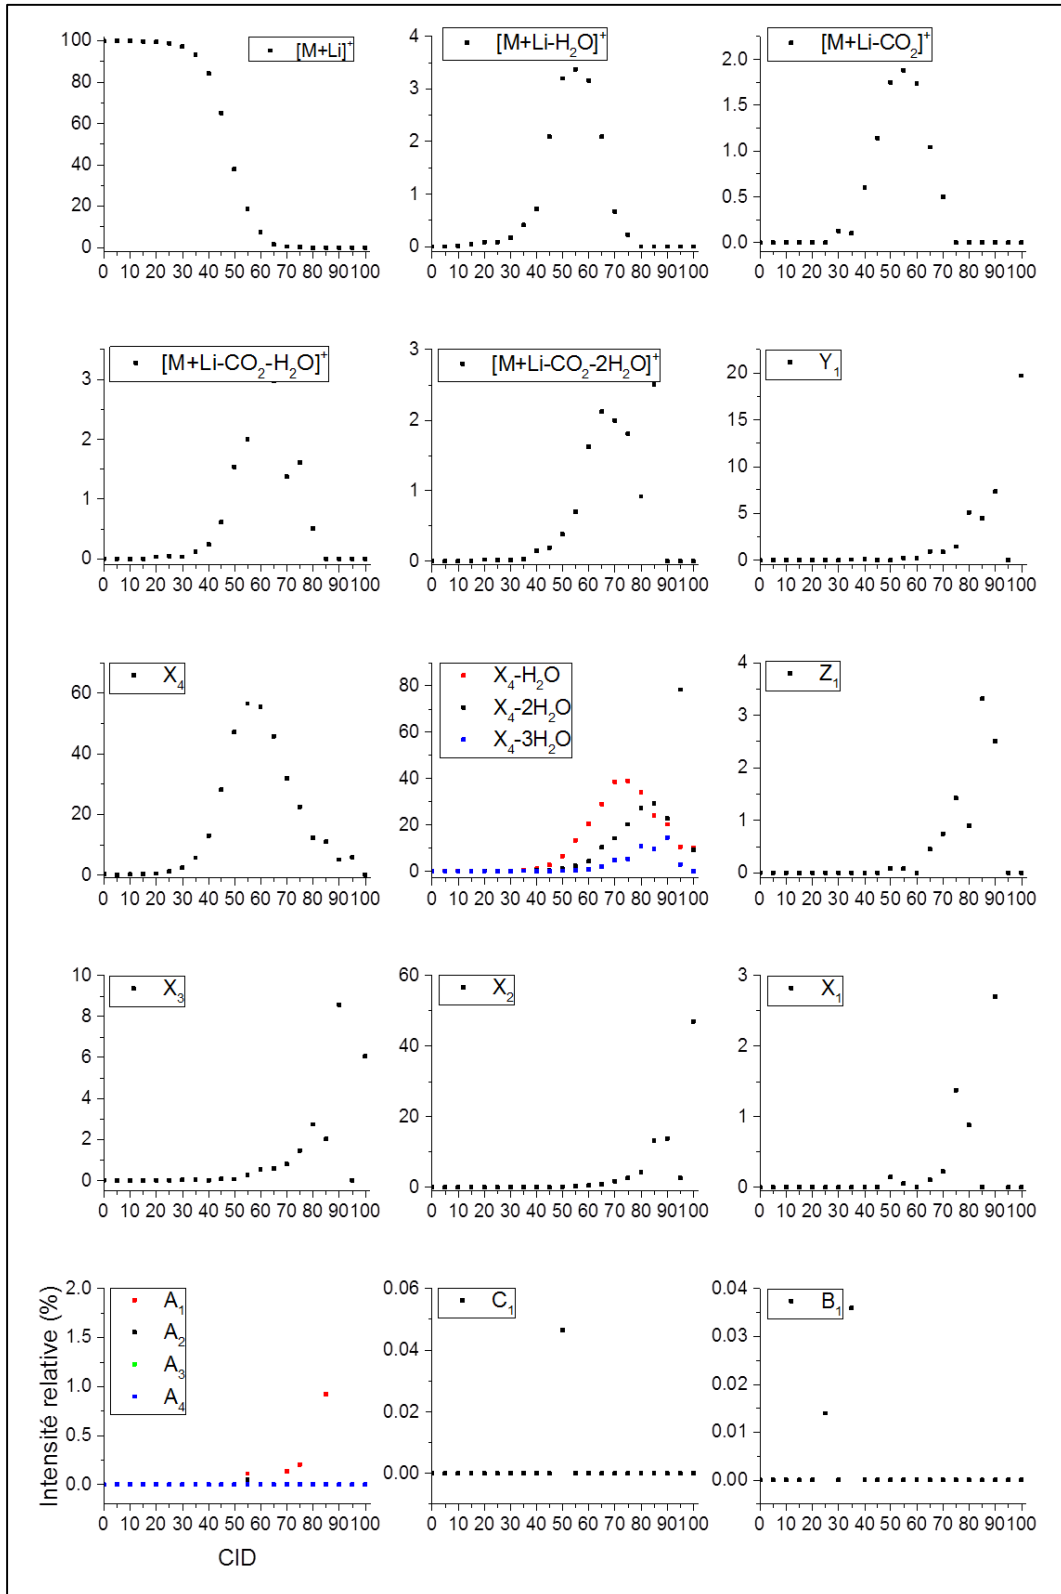 [M+Li]⁺
100
80
60
40
20
0
0 10 20 30 40 50 60 70 80 90 100
[M+Li-H₂O]⁺
4
3
2
1
0
0 10 20 30 40 50 60 70 80 90 100
[M+Li-CO₂]⁺
2.0
1.5
1.0
0.5
0.0
0 10 20 30 40 50 60 70 80 90 100
[M+Li-CO₂-H₂O]⁺
3
2
1
0
0 10 20 30 40 50 60 70 80 90 100
[M+Li-CO₂-2H₂O]⁺
3
2
1
0
0 10 20 30 40 50 60 70 80 90 100
Y₁
20
15
10
5
0
0 10 20 30 40 50 60 70 80 90 100
X₄
60
40
20
0
0 10 20 30 40 50 60 70 80 90 100
X₄-H₂O
X₄-2H₂O
X₄-3H₂O
80
60
40
20
0
0 10 20 30 40 50 60 70 80 90 100
Z₁
4
3
2
1
0
0 10 20 30 40 50 60 70 80 90 100
X₃
10
8
6
4
2
0
0 10 20 30 40 50 60 70 80 90 100
X₂
60
40
20
0
0 10 20 30 40 50 60 70 80 90 100
X₁
3
2
1
0
0 10 20 30 40 50 60 70 80 90 100
Intensité relative (%)
A₁
A₂
A₃
A₄
2.0
1.5
1.0
0.5
0.0
0 10 20 30 40 50 60 70 80 90 100
CID
C₁
0.06
0.04
0.02
0.00
0 10 20 30 40 50 60 70 80 90 100
B₁
0.04
0.03
0.02
0.01
0.00
0 10 20 30 40 50 60 70 80 90 100